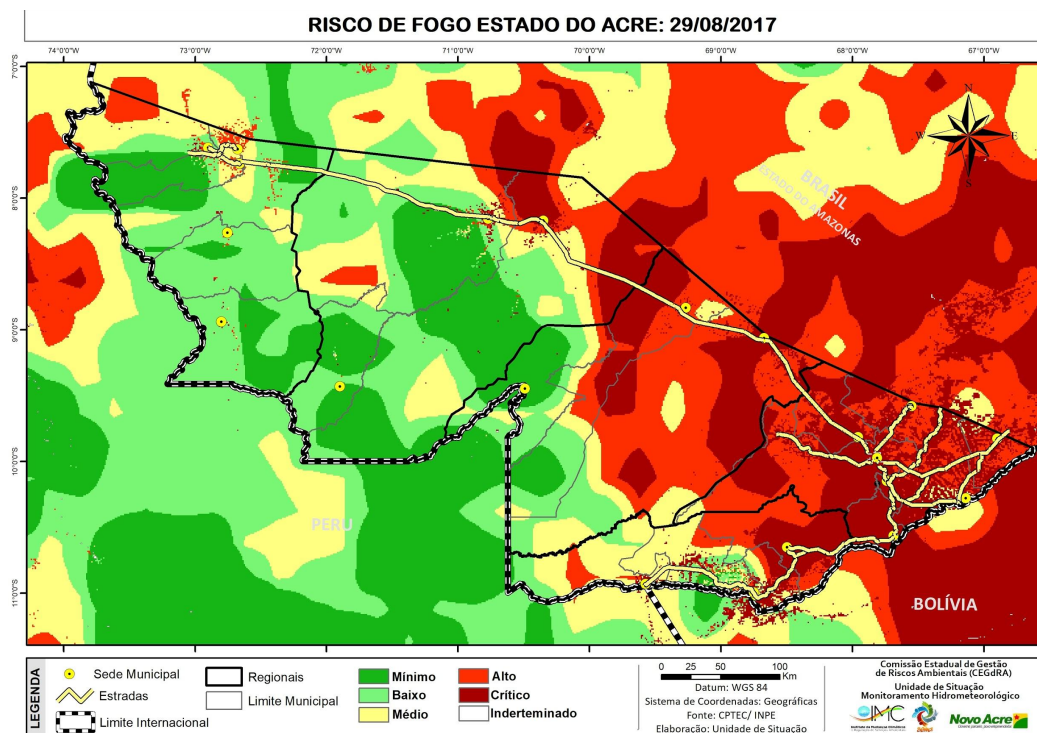 RISCO DE FOGO ESTADO DO ACRE: 29/08/2017
74°0'0"W 73°0'0"W 72°0'0"W 71°0'0"W 70°0'0"W 69°0'0"W 68°0'0"W 67°0'0"W
7°0'0"S
8°0'0"S
9°0'0"S
10°0'0"S
11°0'0"S
N
W E
S
BRASIL
ESTADO DO AMAZONAS
PERU
BOLÍVIA
LEGENDA
Sede Municipal
Estradas
Limite Internacional
Regionais
Limite Municipal
Mínimo
Baixo
Médio
Alto
Crítico
Inderteminado
0 25 50 100
Km
Datum: WGS 84
Sistema de Coordenadas: Geográficas
Fonte: CPTEC/ INPE
Elaboração: Unidade de Situação
Comissão Estadual de Gestão
de Riscos Ambientais (CEGdRA)
Unidade de Situação
Monitoramento Hidrometeorológico
IMC
Novo Acre